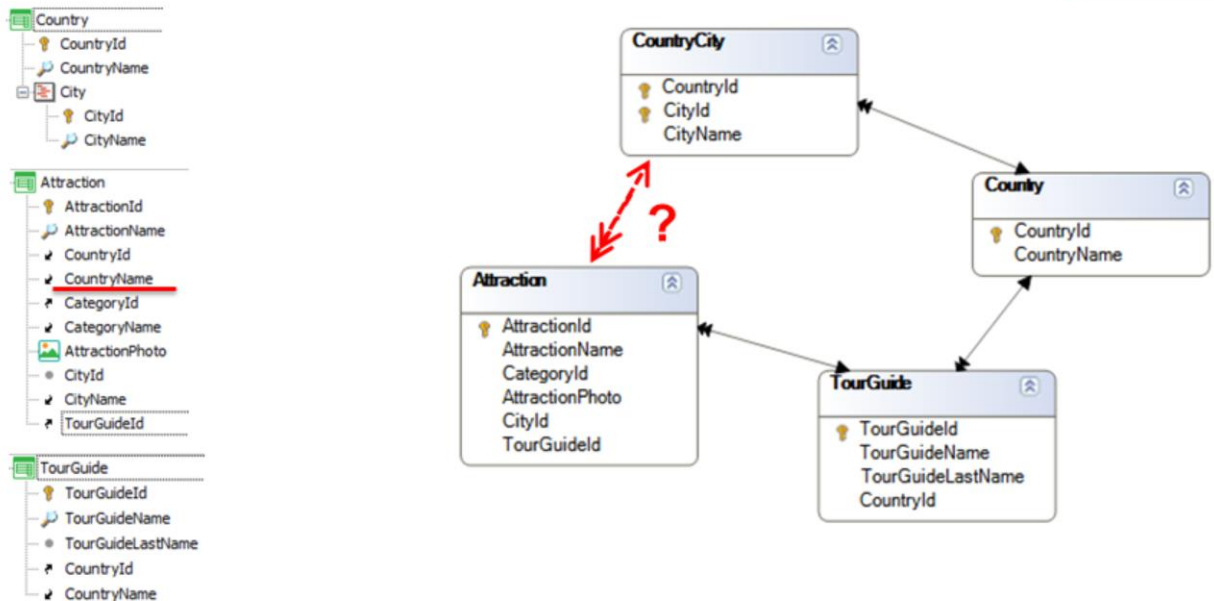 Country
CountryId
CountryName
City
CityId
CityName
Attraction
AttractionId
AttractionName
CountryId
CountryName
CategoryId
CategoryName
AttractionPhoto
CityId
CityName
TourGuideId
TourGuide
TourGuideId
TourGuideName
TourGuideLastName
CountryId
CountryName
CountryCity
CountryId
CityId
CityName
?
Country
CountryId
CountryName
Attraction
AttractionId
AttractionName
CategoryId
AttractionPhoto
CityId
TourGuideId
TourGuide
TourGuideId
TourGuideName
TourGuideLastName
CountryId